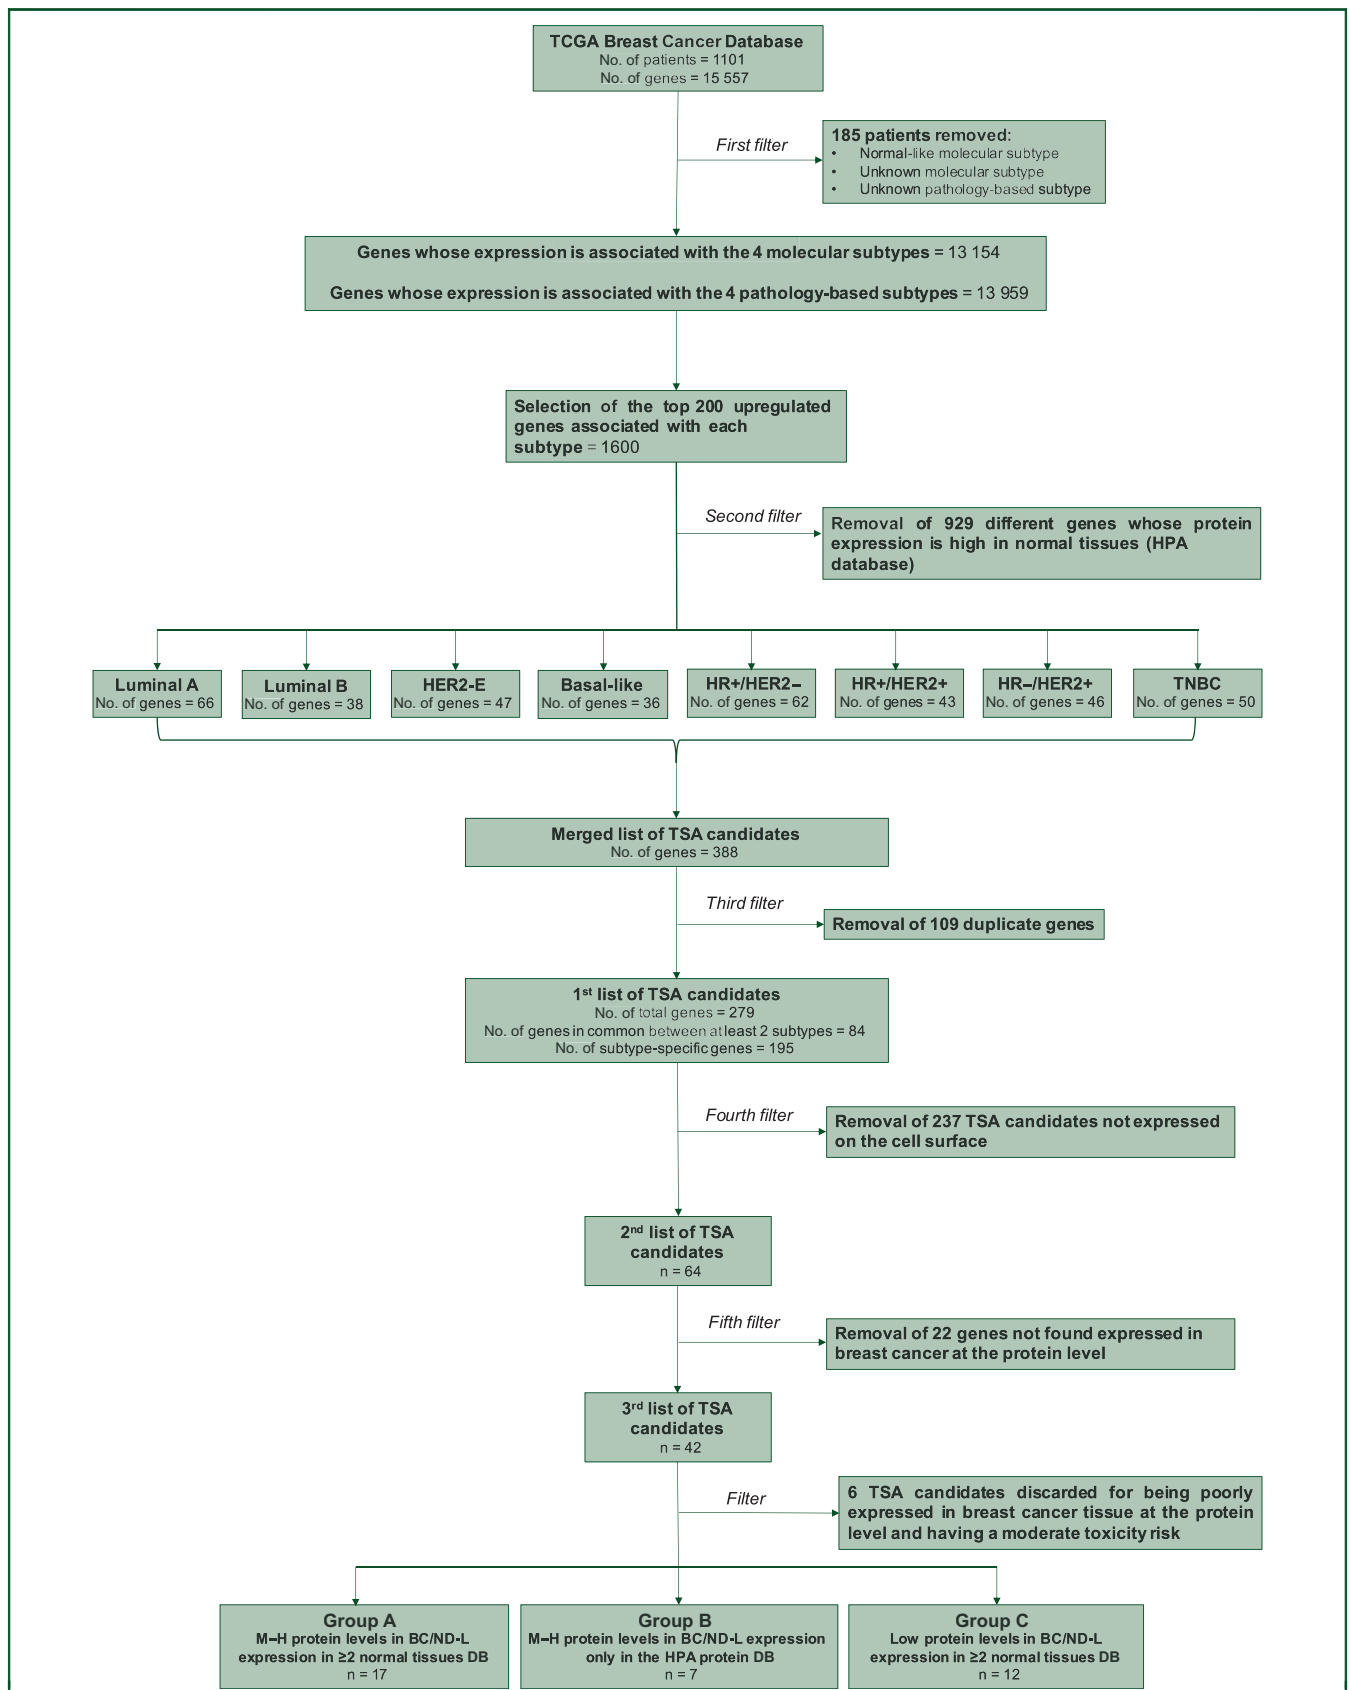 TCGA Breast Cancer Database
No. of patients = 1101
No. of genes = 15 557
First filter
185 patients removed:
• Normal-like molecular subtype
• Unknown molecular subtype
• Unknown pathology-based subtype
Genes whose expression is associated with the 4 molecular subtypes = 13 154
Genes whose expression is associated with the 4 pathology-based subtypes = 13 959
Selection of the top 200 upregulated
genes associated with each
subtype = 1600
Second filter
Removal of 929 different genes whose protein
expression is high in normal tissues (HPA
database)
Luminal A
No. of genes = 66
Luminal B
No. of genes = 38
HER2-E
No. of genes = 47
Basal-like
No. of genes = 36
HR+/HER2–
No. of genes = 62
HR+/HER2+
No. of genes = 43
HR–/HER2+
No. of genes = 46
TNBC
No. of genes = 50
Merged list of TSA candidates
No. of genes = 388
Third filter
Removal of 109 duplicate genes
1st list of TSA candidates
No. of total genes = 279
No. of genes in common between at least 2 subtypes = 84
No. of subtype-specific genes = 195
Fourth filter
Removal of 237 TSA candidates not expressed
on the cell surface
2nd list of TSA
candidates
n = 64
Fifth filter
Removal of 22 genes not found expressed in
breast cancer at the protein level
3rd list of TSA
candidates
n = 42
Filter
6 TSA candidates discarded for being poorly
expressed in breast cancer tissue at the protein
level and having a moderate toxicity risk
Group A
M–H protein levels in BC/ND-L
expression in ≥2 normal tissues DB
n = 17
Group B
M–H protein levels in BC/ND-L expression
only in the HPA protein DB
n = 7
Group C
Low protein levels in BC/ND-L
expression in ≥2 normal tissues DB
n = 12